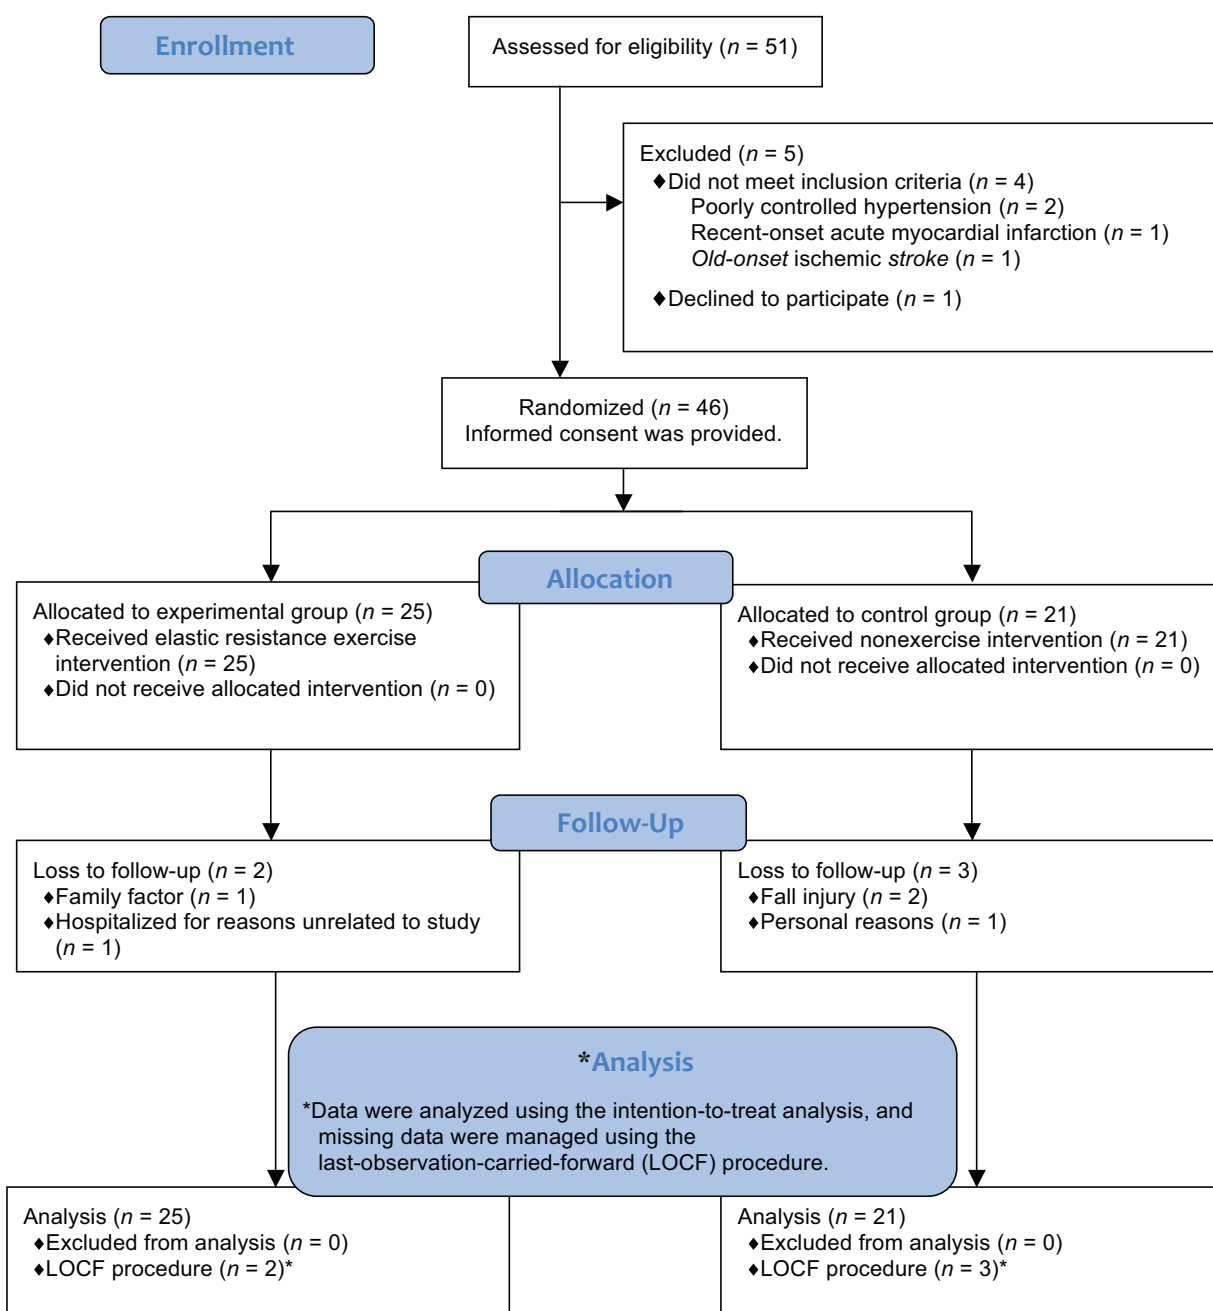 Enrollment
Assessed for eligibility (n = 51)
Excluded (n = 5)
♦Did not meet inclusion criteria (n = 4)
Poorly controlled hypertension (n = 2)
Recent-onset acute myocardial infarction (n = 1)
Old-onset ischemic stroke (n = 1)
♦Declined to participate (n = 1)
Randomized (n = 46)
Informed consent was provided.
Allocation
Allocated to experimental group (n = 25)
♦Received elastic resistance exercise
intervention (n = 25)
♦Did not receive allocated intervention (n = 0)
Allocated to control group (n = 21)
♦Received nonexercise intervention (n = 21)
♦Did not receive allocated intervention (n = 0)
Follow-Up
Loss to follow-up (n = 2)
♦Family factor (n = 1)
♦Hospitalized for reasons unrelated to study
(n = 1)
Loss to follow-up (n = 3)
♦Fall injury (n = 2)
♦Personal reasons (n = 1)
*Analysis
*Data were analyzed using the intention-to-treat analysis, and
missing data were managed using the
last-observation-carried-forward (LOCF) procedure.
Analysis (n = 25)
♦Excluded from analysis (n = 0)
♦LOCF procedure (n = 2)*
Analysis (n = 21)
♦Excluded from analysis (n = 0)
♦LOCF procedure (n = 3)*